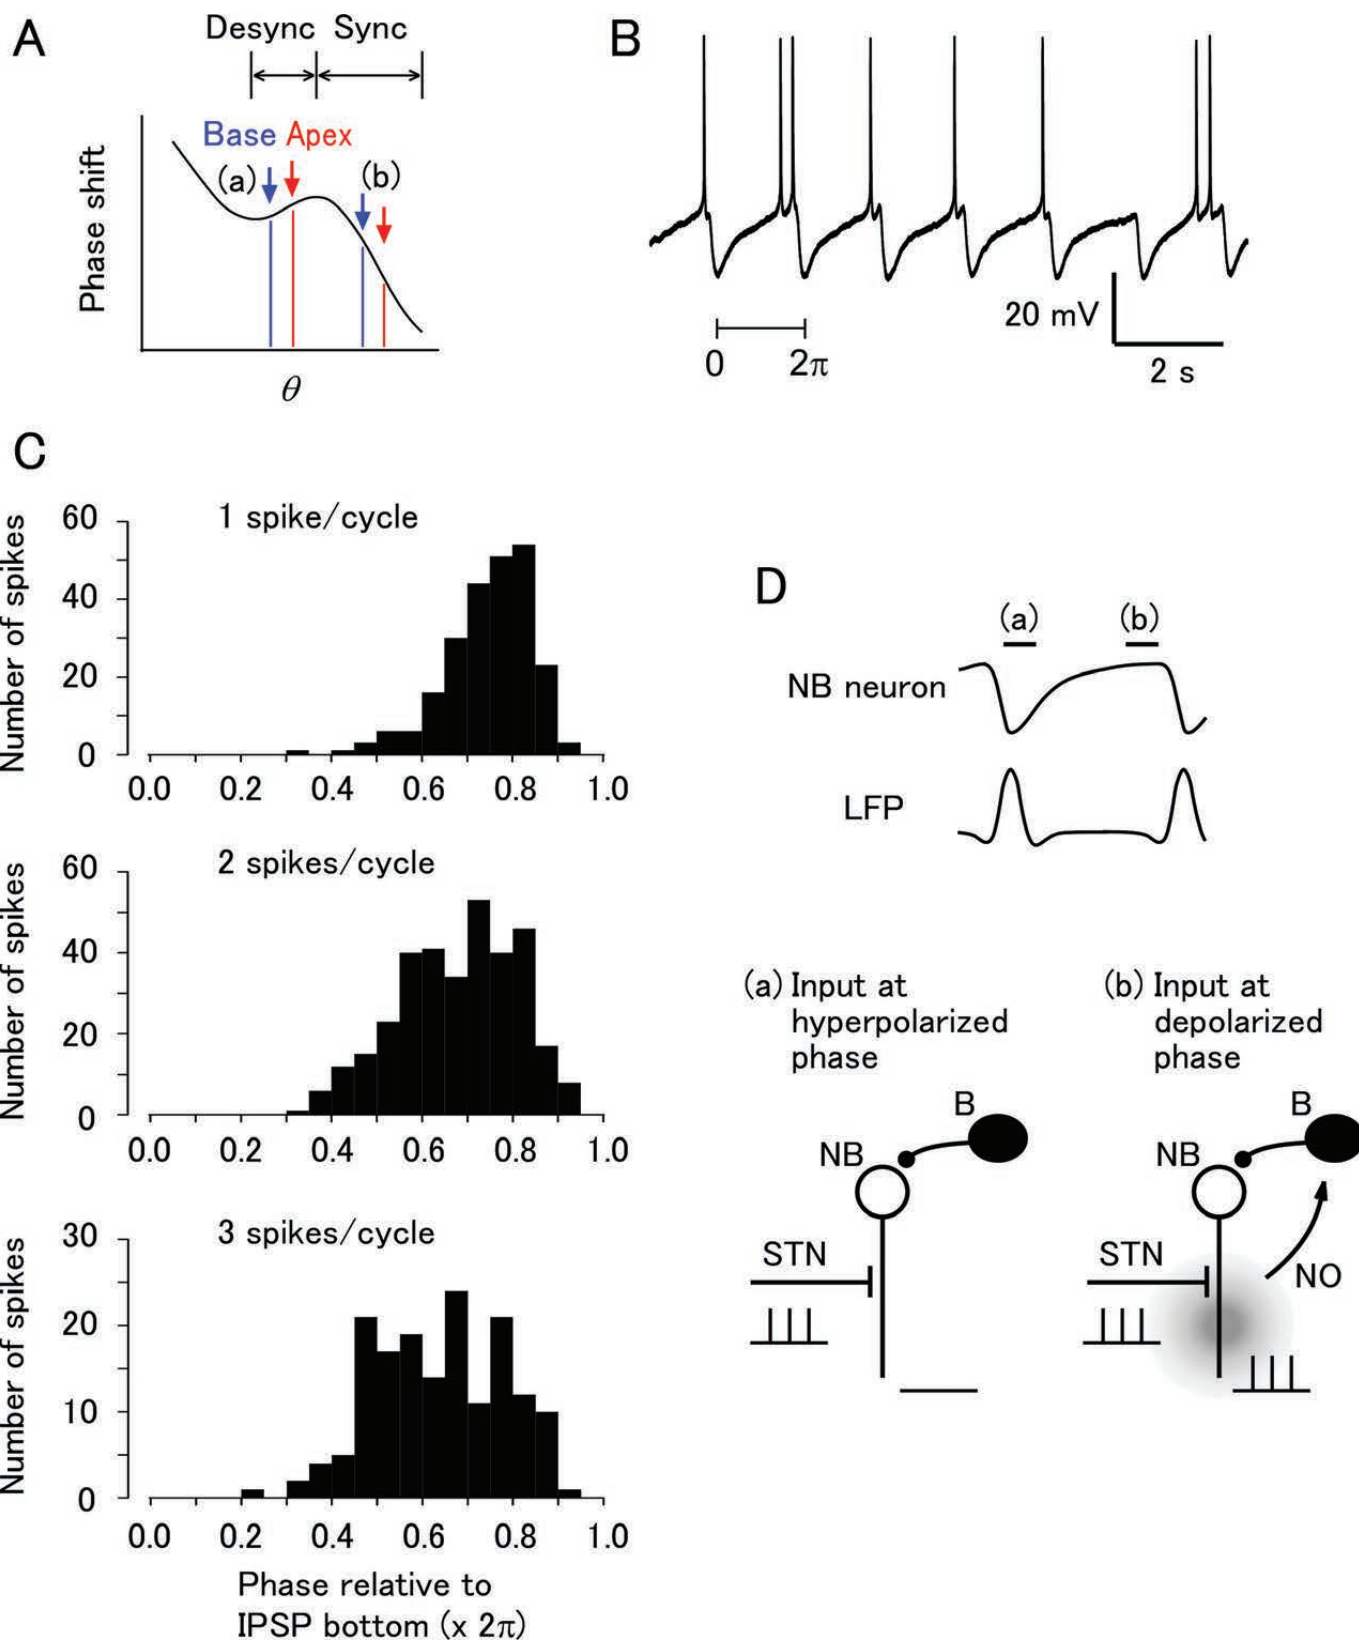 A
Desync Sync
Base Apex
(a) (b)
Phase shift
θ
B
20 mV
2 s
0 2π
C
1 spike/cycle
Number of spikes
60
40
20
0
0.0 0.2 0.4 0.6 0.8 1.0
2 spikes/cycle
Number of spikes
60
40
20
0
0.0 0.2 0.4 0.6 0.8 1.0
3 spikes/cycle
Number of spikes
30
20
10
0
0.0 0.2 0.4 0.6 0.8 1.0
Phase relative to
IPSP bottom (x 2π)
D
(a) (b)
NB neuron
LFP
(a) Input at
hyperpolarized
phase
B
NB
STN
(b) Input at
depolarized
phase
B
NB
STN
NO